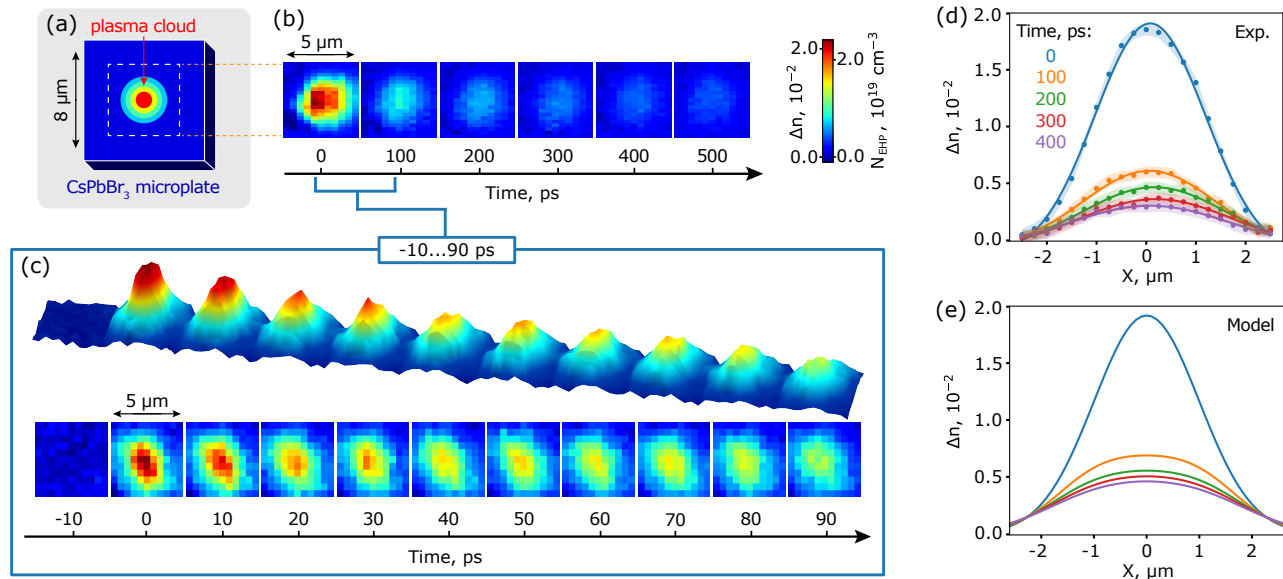 (a)
plasma cloud
8 µm
CsPbBr₃ microplate
(b)
5 µm
0 100 200 300 400 500
Time, ps
2.0
1.0
0.0
Δn, 10⁻²
2.0
1.0
0.0
N_EHP, 10¹⁹ cm⁻³
-10...90 ps
(c)
5 µm
-10 0 10 20 30 40 50 60 70 80 90
Time, ps
(d)
Time, ps:
0
100
200
300
400
Exp.
2.0
1.5
1.0
0.5
0.0
Δn, 10⁻²
-2 -1 0 1 2
X, µm
(e)
Model
2.0
1.5
1.0
0.5
0.0
Δn, 10⁻²
-2 -1 0 1 2
X, µm